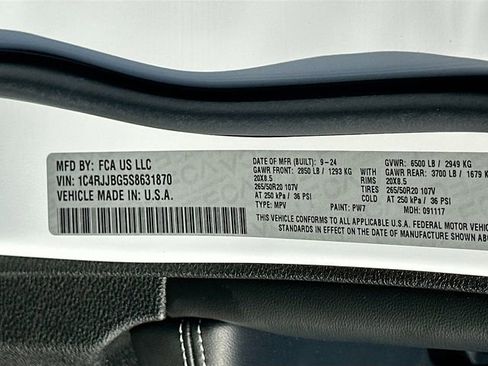 MFD BY: FCA US LLC
VIN: 1C4RJJBG5S8631870
VEHICLE MADE IN: U.S.A.
DATE OF MFR (BUILT): 9-24 GVWR: 6500 LB / 2949 KG
GAWR FRONT: 2850 LB / 1293 KG WITH GAWR REAR: 3700 LB / 1679 K
20X8.5 RIMS 20X8.5
265/50R20 107V TIRES 265/50R20 107V
AT 250 kPa / 36 PSI COLD AT 250 kPa / 36 PSI
TYPE: MPV PAINT: PW7 MDH: 091117
THIS VEHICLE CONFORMS TO ALL APPLICABLE U.S.A. FEDERAL MOTOR VEHIC
STANDARDS IN EFFECT ON THE DATE OF MANUFACTURE SHOWN ABO